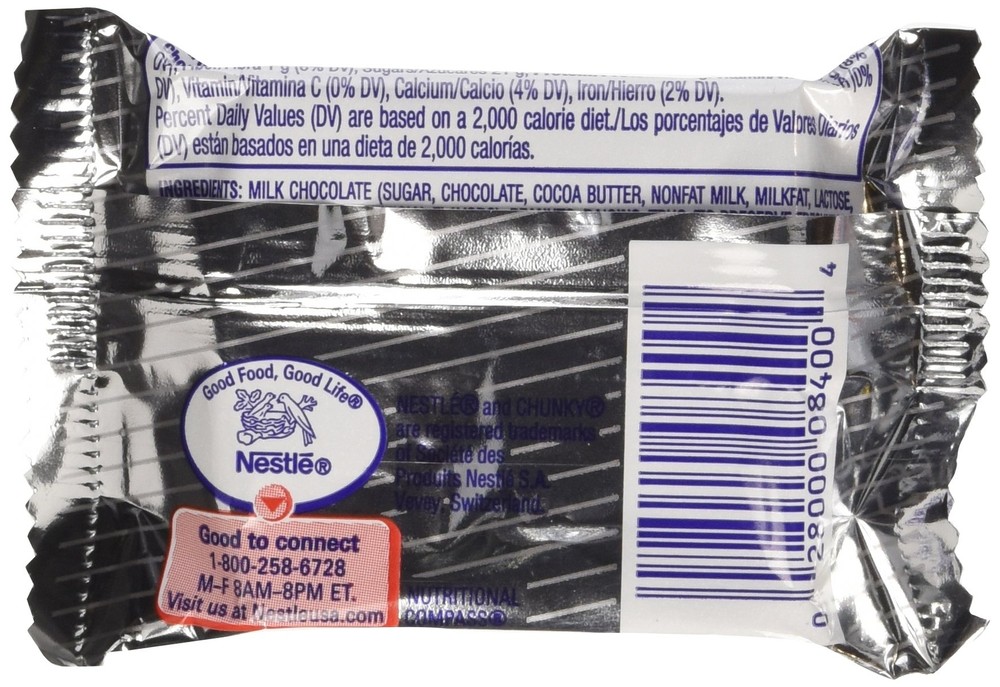 DV), Vitamin/Vitamina C (0% DV), Calcium/Calcio (4% DV), Iron/Hierro (2% DV).
Percent Daily Values (DV) are based on a 2,000 calorie diet./Los porcentajes de Valores Diarios
(DV) están basados en una dieta de 2,000 calorías.
INGREDIENTS: MILK CHOCOLATE (SUGAR, CHOCOLATE, COCOA BUTTER, NONFAT MILK, MILKFAT, LACTOSE,
Good Food, Good Life®
Nestlé®
Good to connect
1-800-258-6728
M-F 8AM-8PM ET.
Visit us at Nestleusa.com
NESTLÉ® and CHUNKY®
are registered trademarks
of Société des
Produits Nestlé S.A.
Vevey, Switzerland.
NUTRITIONAL
COMPASS®
0 28000 08400 4